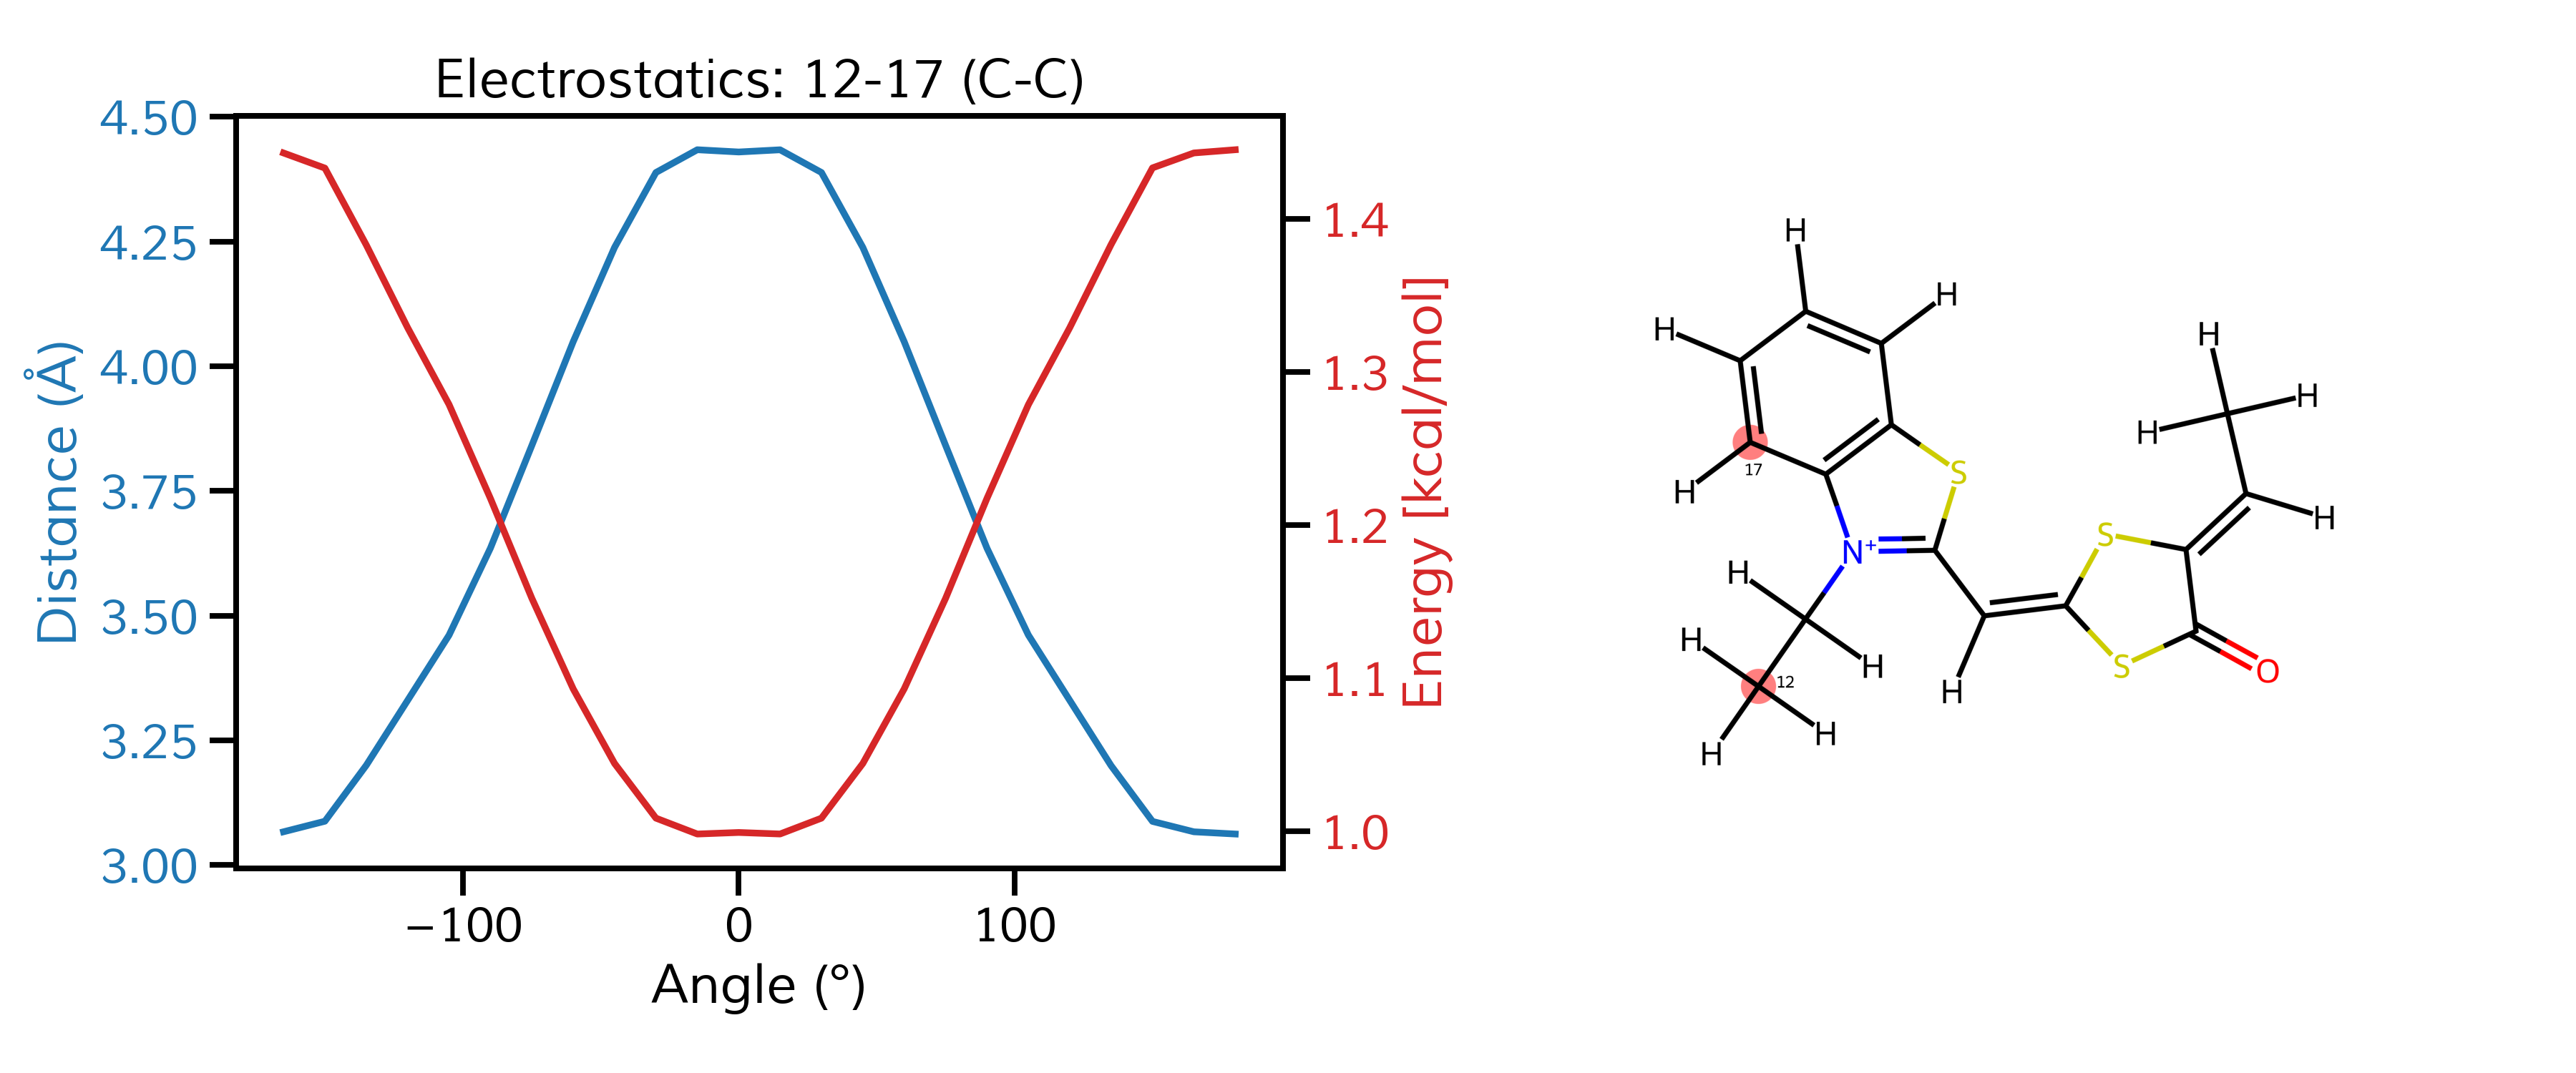 Electrostatics: 12-17 (C-C)
4.50
4.25
4.00
3.75
3.50
3.25
3.00
Distance (Å)
1.4
1.3
1.2
1.1
1.0
Energy [kcal/mol]
−100
0
100
Angle (°)
H
H
H
H
H
H
17
S
H
H
S
N+
H
H
H
S
O
12
H
H
H